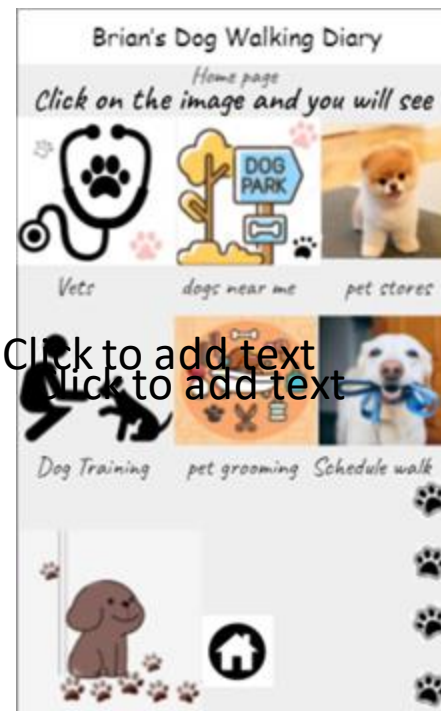 Brian's Dog Walking Diary
Home page
Click on the image and you will see
DOG
PARK
Vets dogs near me pet stores
Click to add text
Click to add text
Dog Training pet grooming Schedule walk